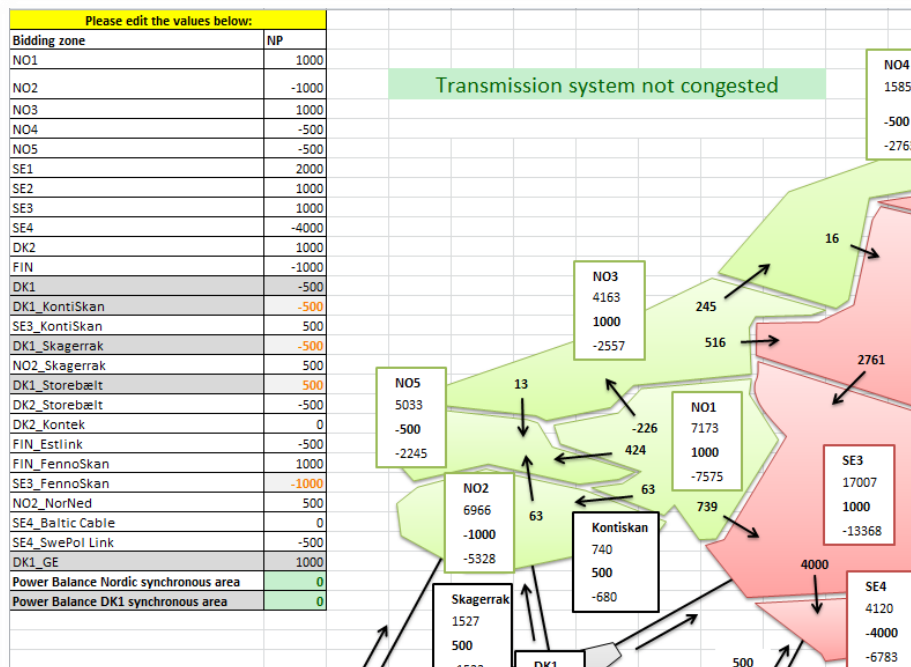 Please edit the values below:
Bidding zone NP
NO1 1000
NO2 -1000
NO3 1000
NO4 -500
NO5 -500
SE1 2000
SE2 1000
SE3 1000
SE4 -4000
DK2 1000
FIN -1000
DK1 -500
DK1_KontiSkan -500
SE3_KontiSkan 500
DK1_Skagerrak -500
NO2_Skagerrak 500
DK1_Storebælt 500
DK2_Storebælt -500
DK2_Kontek 0
FIN_Estlink -500
FIN_FennoSkan 1000
SE3_FennoSkan -1000
NO2_NorNed 500
SE4_Baltic Cable 0
SE4_SwePol Link -500
DK1_GE 1000
Power Balance Nordic synchronous area 0
Power Balance DK1 synchronous area 0
Transmission system not congested
NO4
1585
-500
16
NO3
4163
1000
-2557
245
516
2761
NO5
5033
-500
-2245
13
-226
424
NO1
7173
1000
-7575
NO2
6966
-1000
-5328
63
63
739
SE3
17007
1000
-13368
Kontiskan
740
500
-680
4000
SE4
4120
-4000
-6783
Skagerrak
1527
500
DK1
500